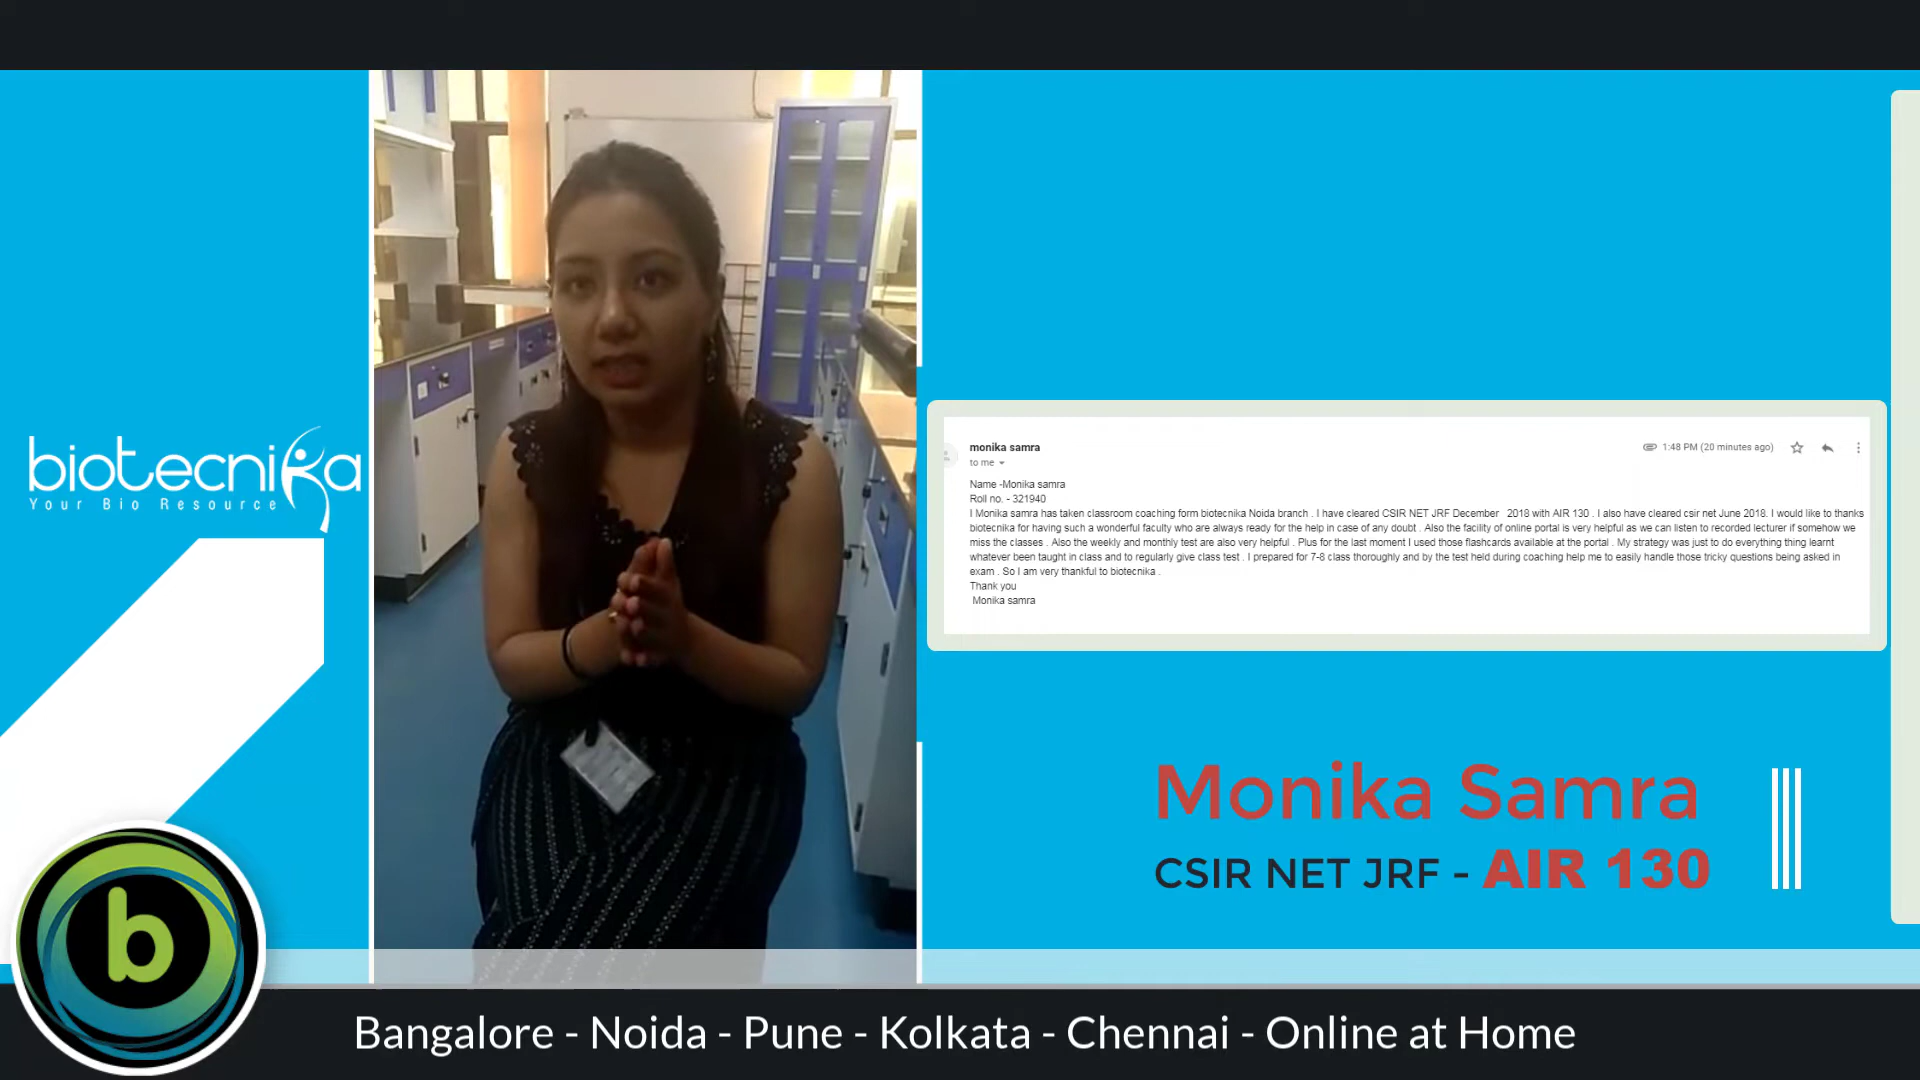 biotecnika
Your Bio Resource
monika samra
1:48 PM (20 minutes ago)
to me
Name -Monika samra
Roll no. - 321940
I Monika samra has taken classroom coaching form biotecnika Noida branch . I have cleared CSIR NET JRF December 2018 with AIR 130 . I also have cleared csir net June 2018. I would like to thanks
biotecnika for having such a wonderful faculty who are always ready for the help in case of any doubt . Also the facility of online portal is very helpful as we can listen to recorded lecturer if somehow we
miss the classes . Also the weekly and monthly test are also very helpful . Plus for the last moment I used those flashcards available at the portal . My strategy was just to do everything thing learnt
whatever been taught in class and to regularly give class test . I prepared for 7-8 class thoroughly and by the test held during coaching help me to easily handle those tricky questions being asked in
exam . So I am very thankful to biotecnika .
Thank you
Monika samra
Monika Samra
CSIR NET JRF - AIR 130
b
Bangalore - Noida - Pune - Kolkata - Chennai - Online at Home